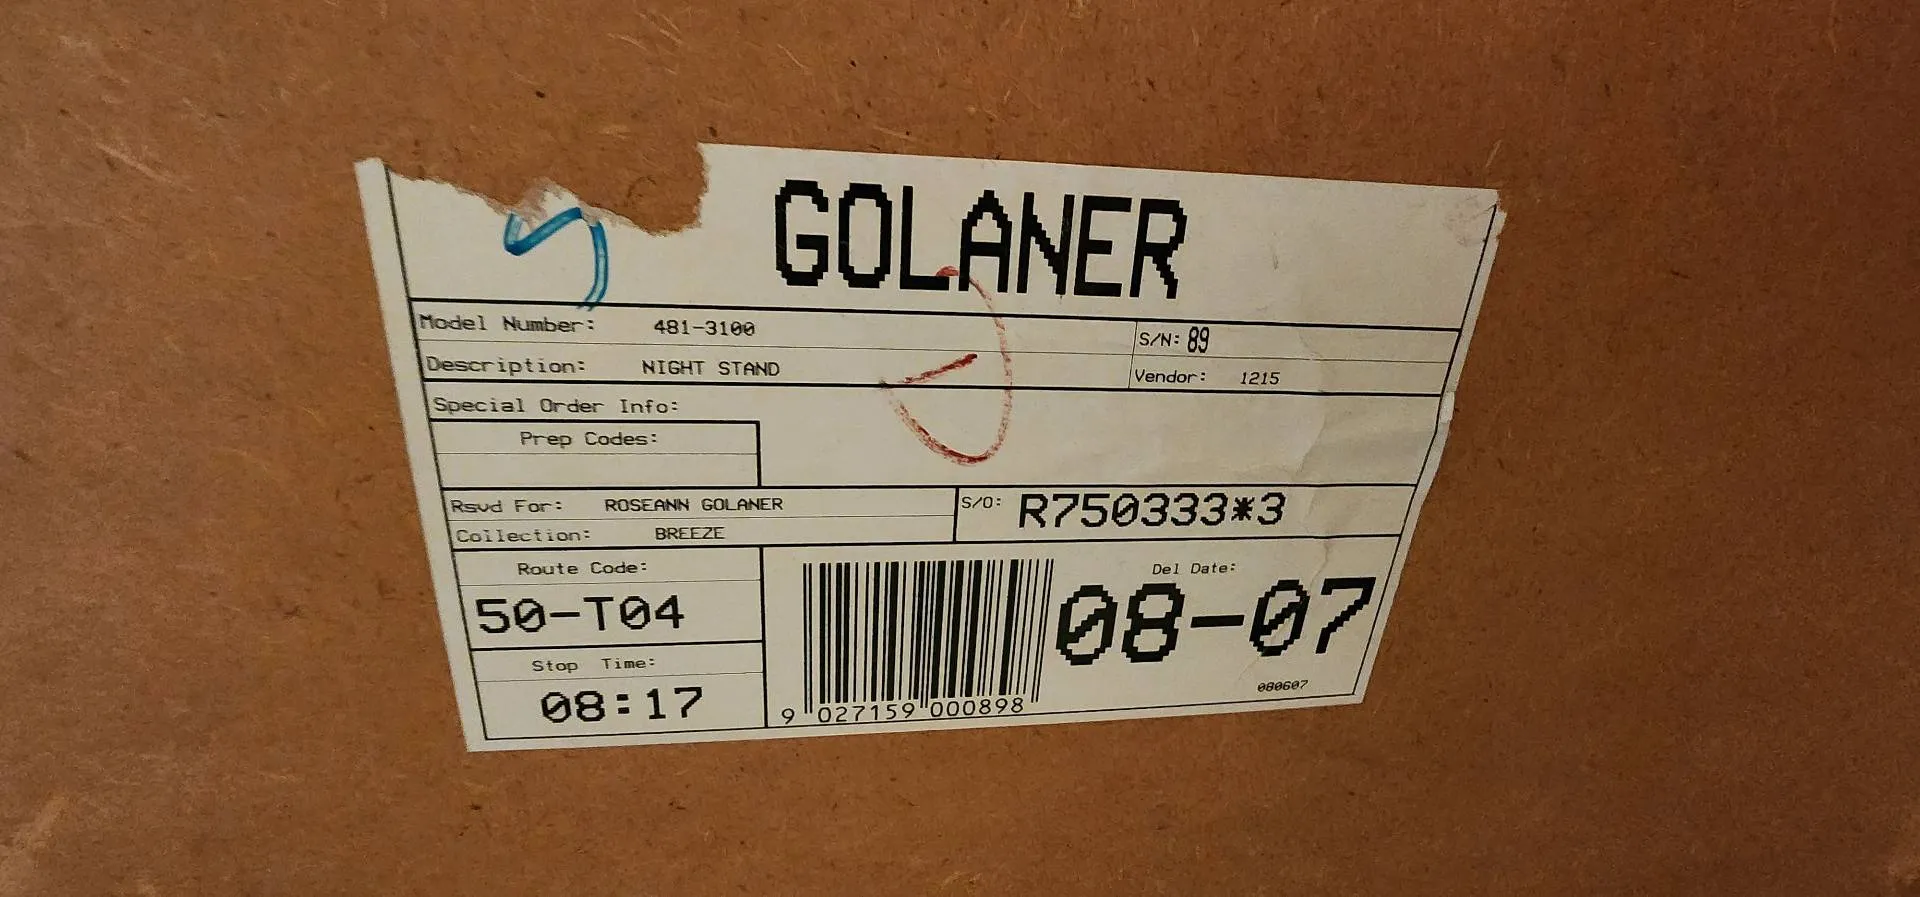 GOLANER
Model Number: 481-3100
S/N: 89
Description: NIGHT STAND
Vendor: 1215
Special Order Info:
Prep Codes:
Rsvd For: ROSEANN GOLANER
S/O: R750333*3
Collection: BREEZE
Route Code:
50-T04
Stop Time:
08:17
9 027159 000898
Del Date:
08-07
080607